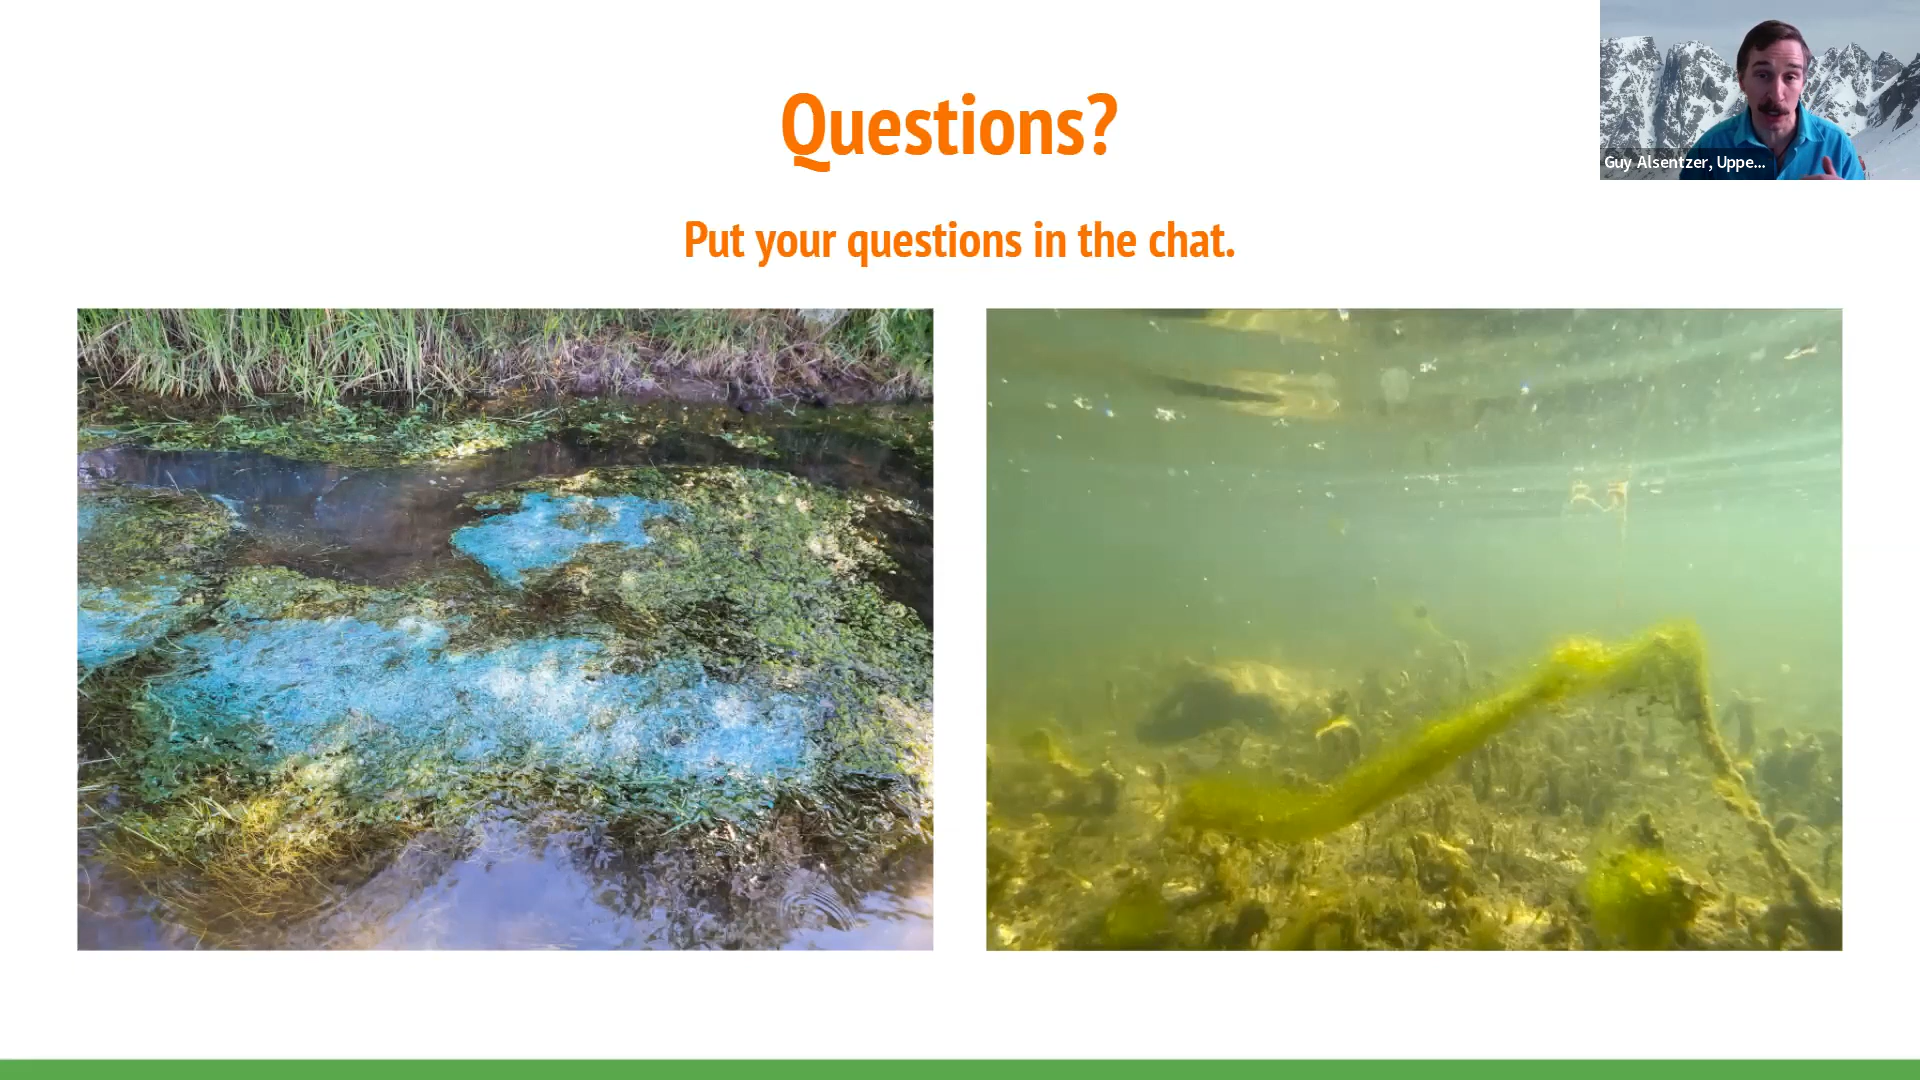 Questions?
Put your questions in the chat.
Guy Alsentzer, Uppe...